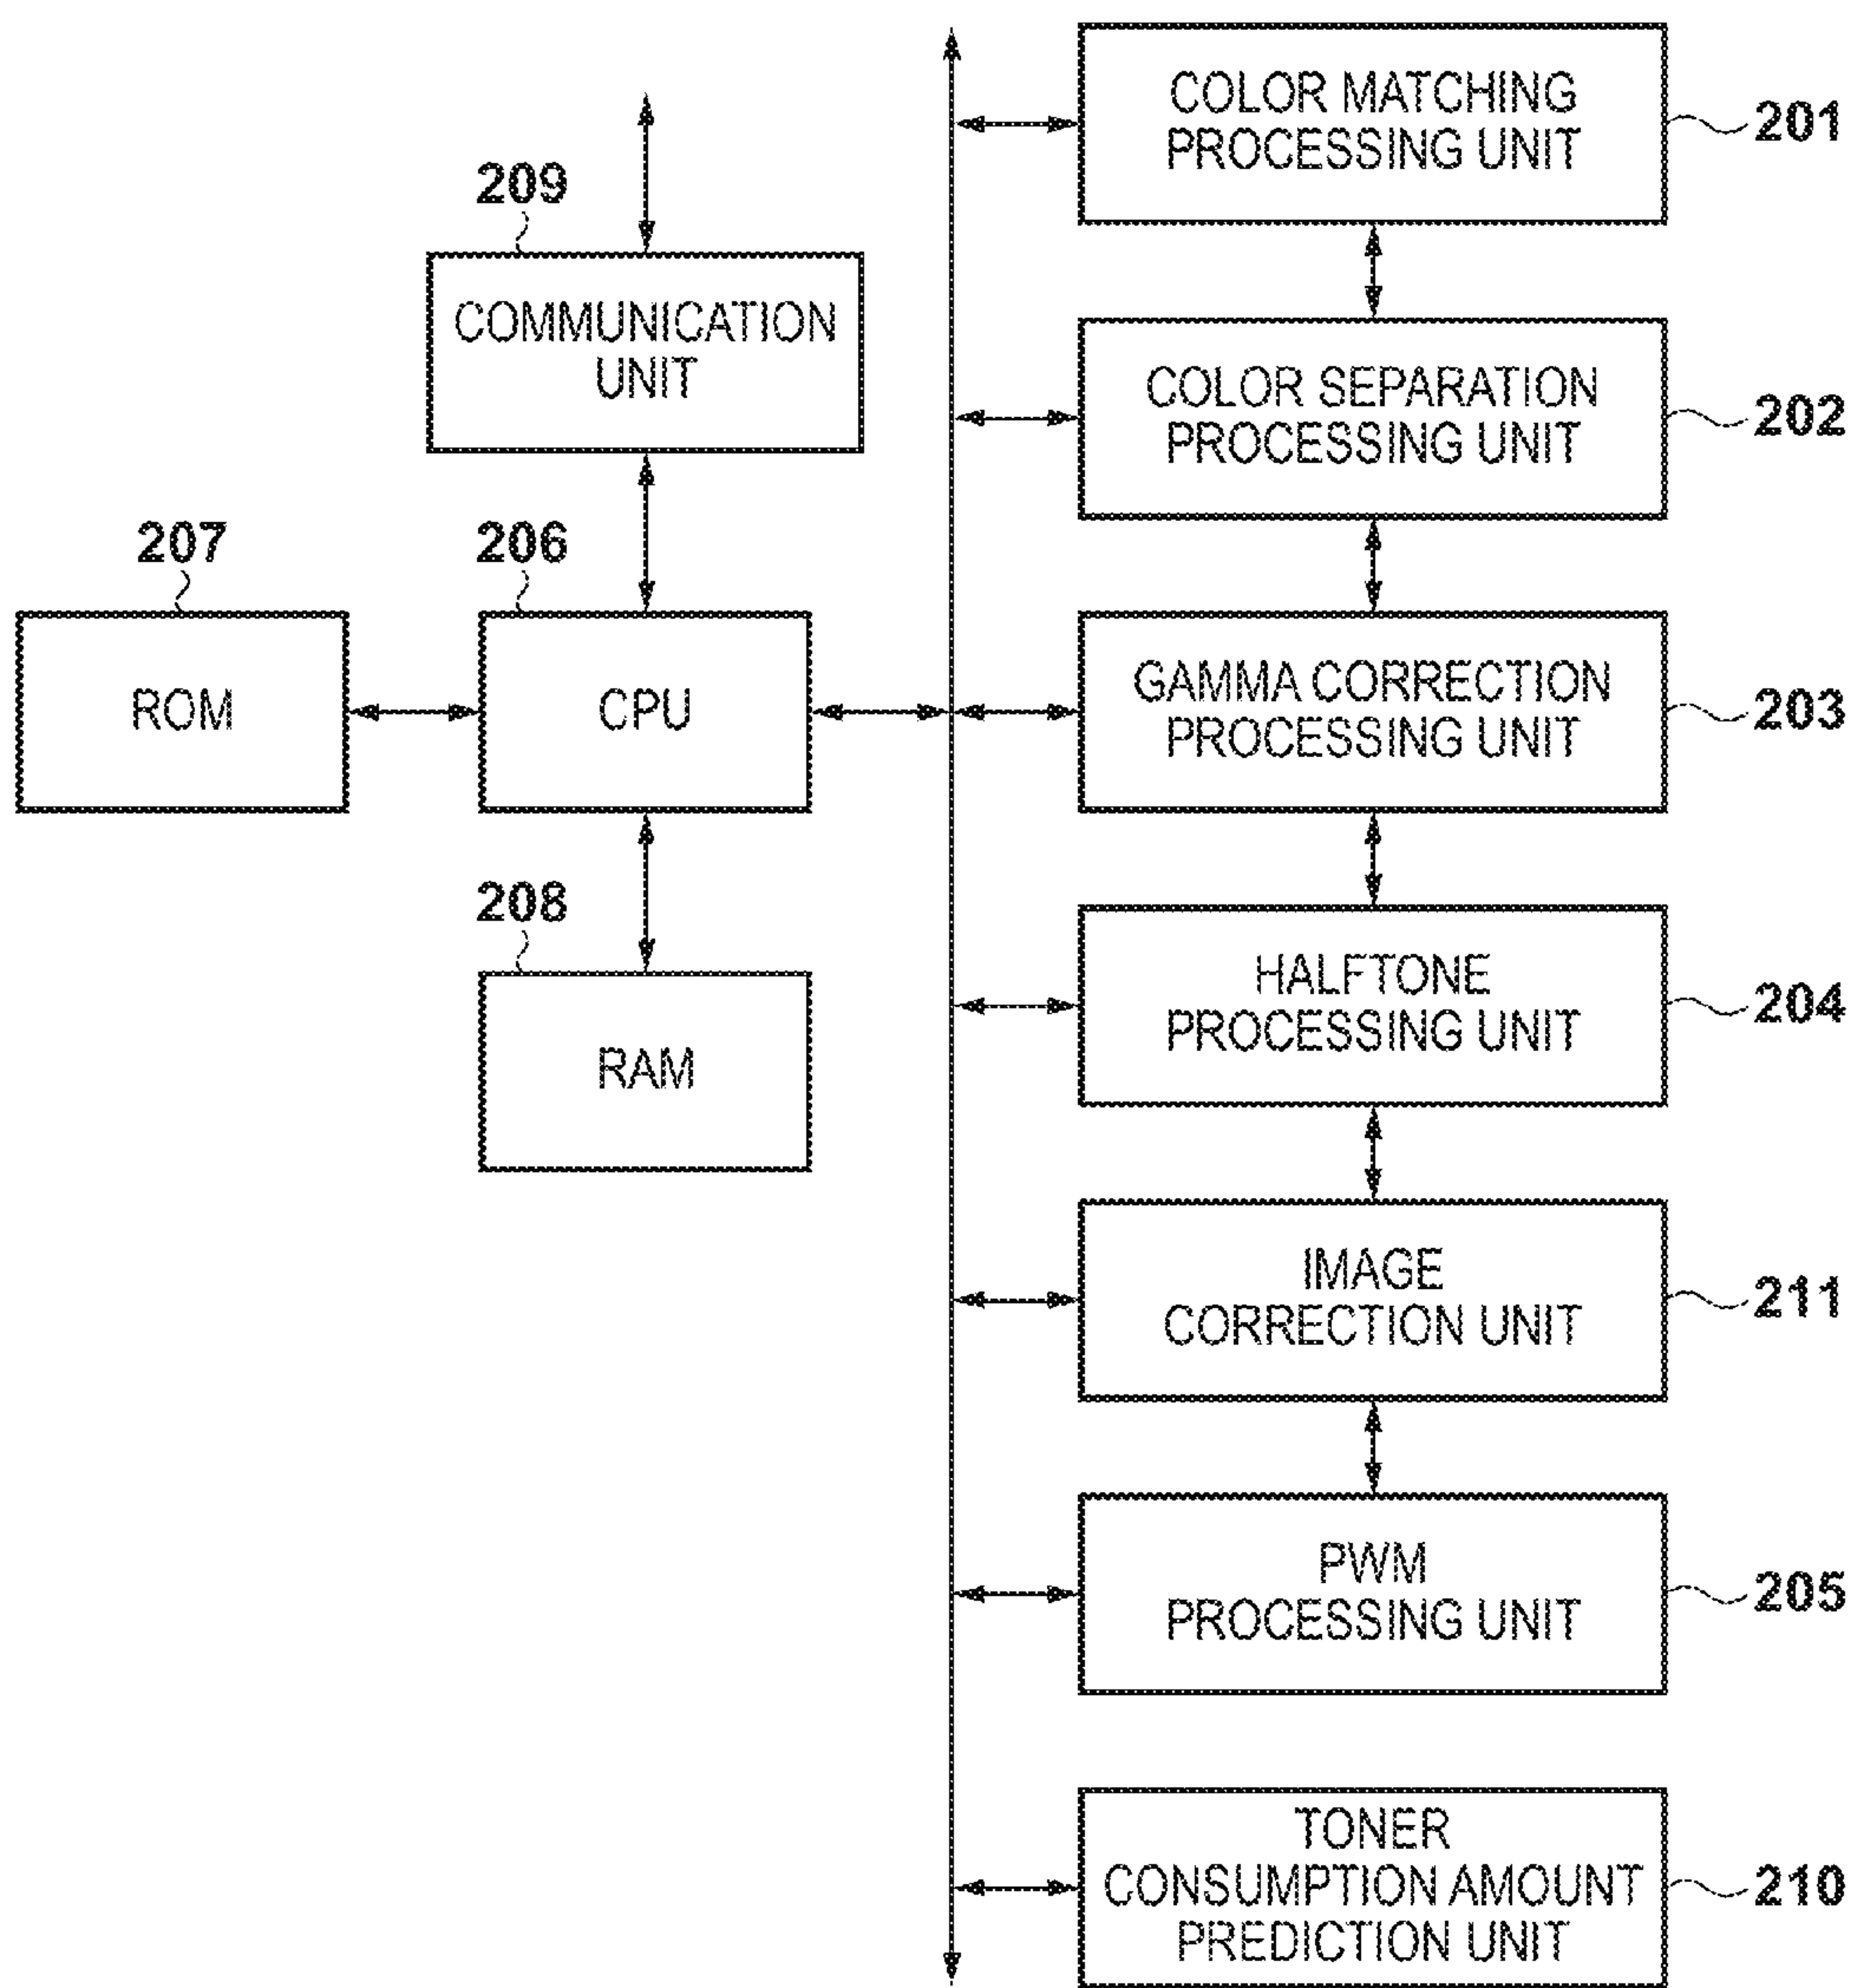 COLOR MATCHING
PROCESSING UNIT
201
209
COMMUNICATION
UNIT
COLOR SEPARATION
PROCESSING UNIT
202
207
206
ROM
CPU
GAMMA CORRECTION
PROCESSING UNIT
203
208
RAM
HALFTONE
PROCESSING UNIT
204
IMAGE
CORRECTION UNIT
211
PWM
PROCESSING UNIT
205
TONER
CONSUMPTION AMOUNT
PREDICTION UNIT
210